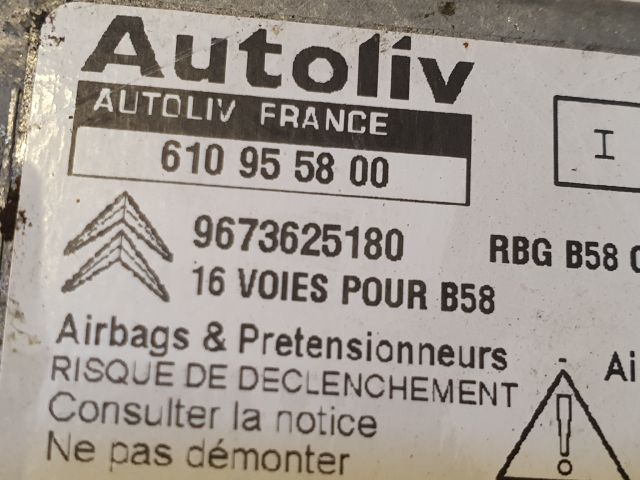 Autoliv
AUTOLIV FRANCE
610 95 58 00
I
9673625180 RBG B58
16 VOIES POUR B58
Airbags & Pretensionneurs
RISQUE DE DECLENCHEMENT
Consulter la notice
Ne pas démonter
- Ai
!